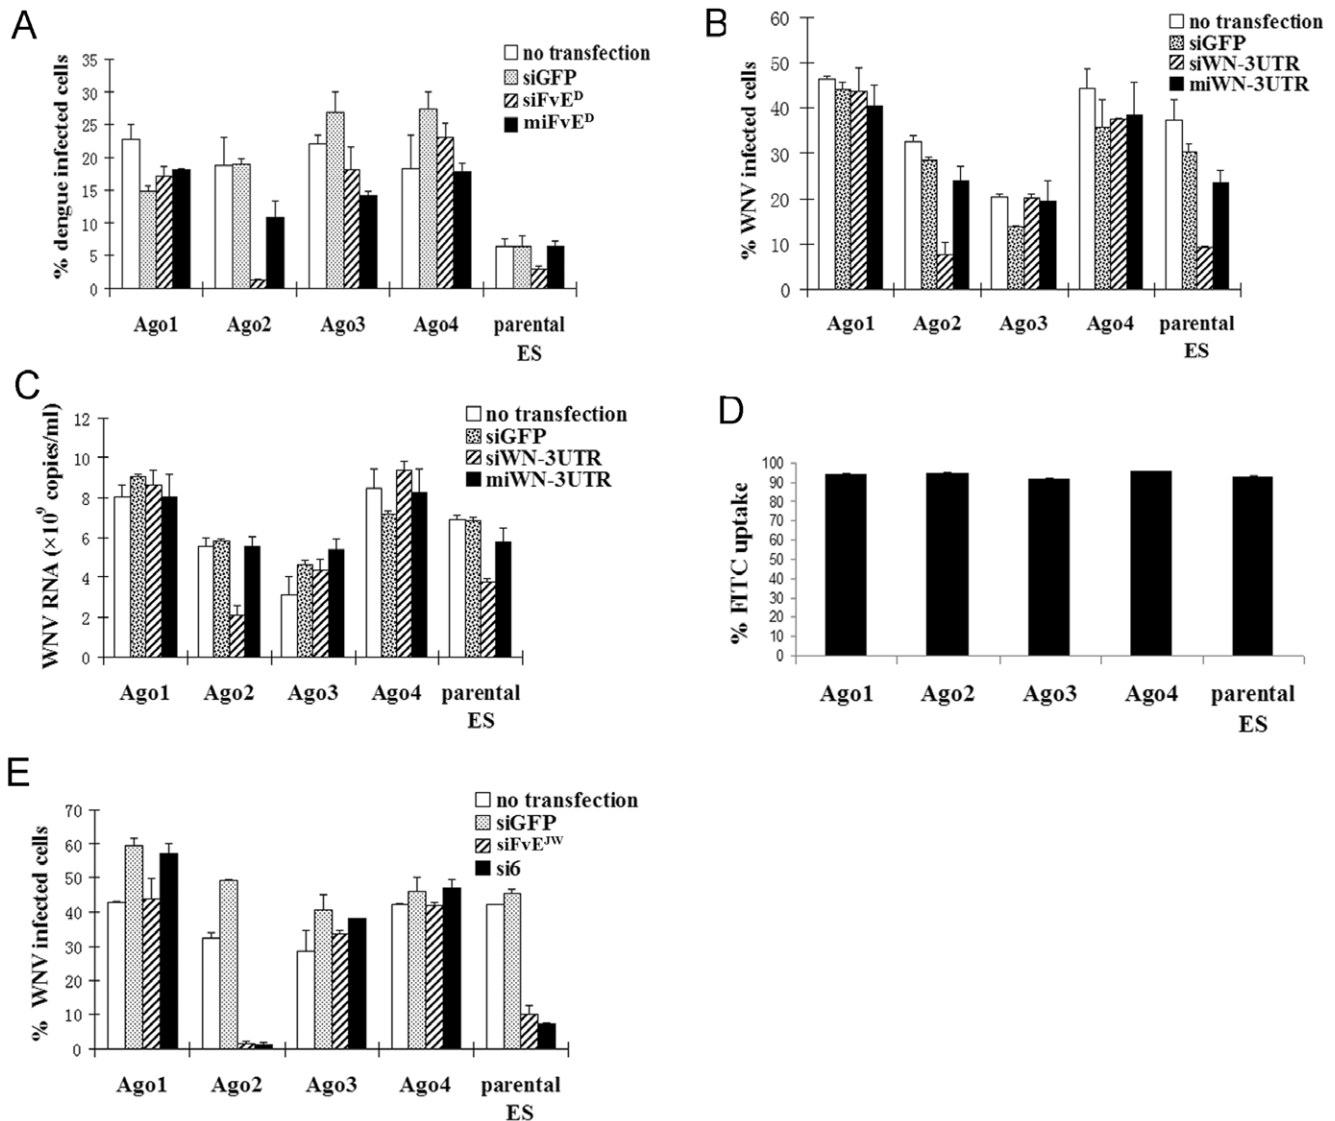 A
% dengue infected cells
35
30
25
20
15
10
5
0
no transfection
siGFP
siFvE^D
miFvE^D
Ago1 Ago2 Ago3 Ago4 parental
ES
B
% WNV infected cells
60
50
40
30
20
10
0
no transfection
siGFP
siWN-3UTR
miWN-3UTR
Ago1 Ago2 Ago3 Ago4 parental
ES
C
WNV RNA (×10^9 copies/ml)
12
10
8
6
4
2
0
no transfection
siGFP
siWN-3UTR
miWN-3UTR
Ago1 Ago2 Ago3 Ago4 parental
ES
D
% FITC uptake
100
90
80
70
60
50
40
30
20
10
0
Ago1 Ago2 Ago3 Ago4 parental
ES
E
% WNV infected cells
70
60
50
40
30
20
10
0
no transfection
siGFP
siFvE^JW
si6
Ago1 Ago2 Ago3 Ago4 parental
ES